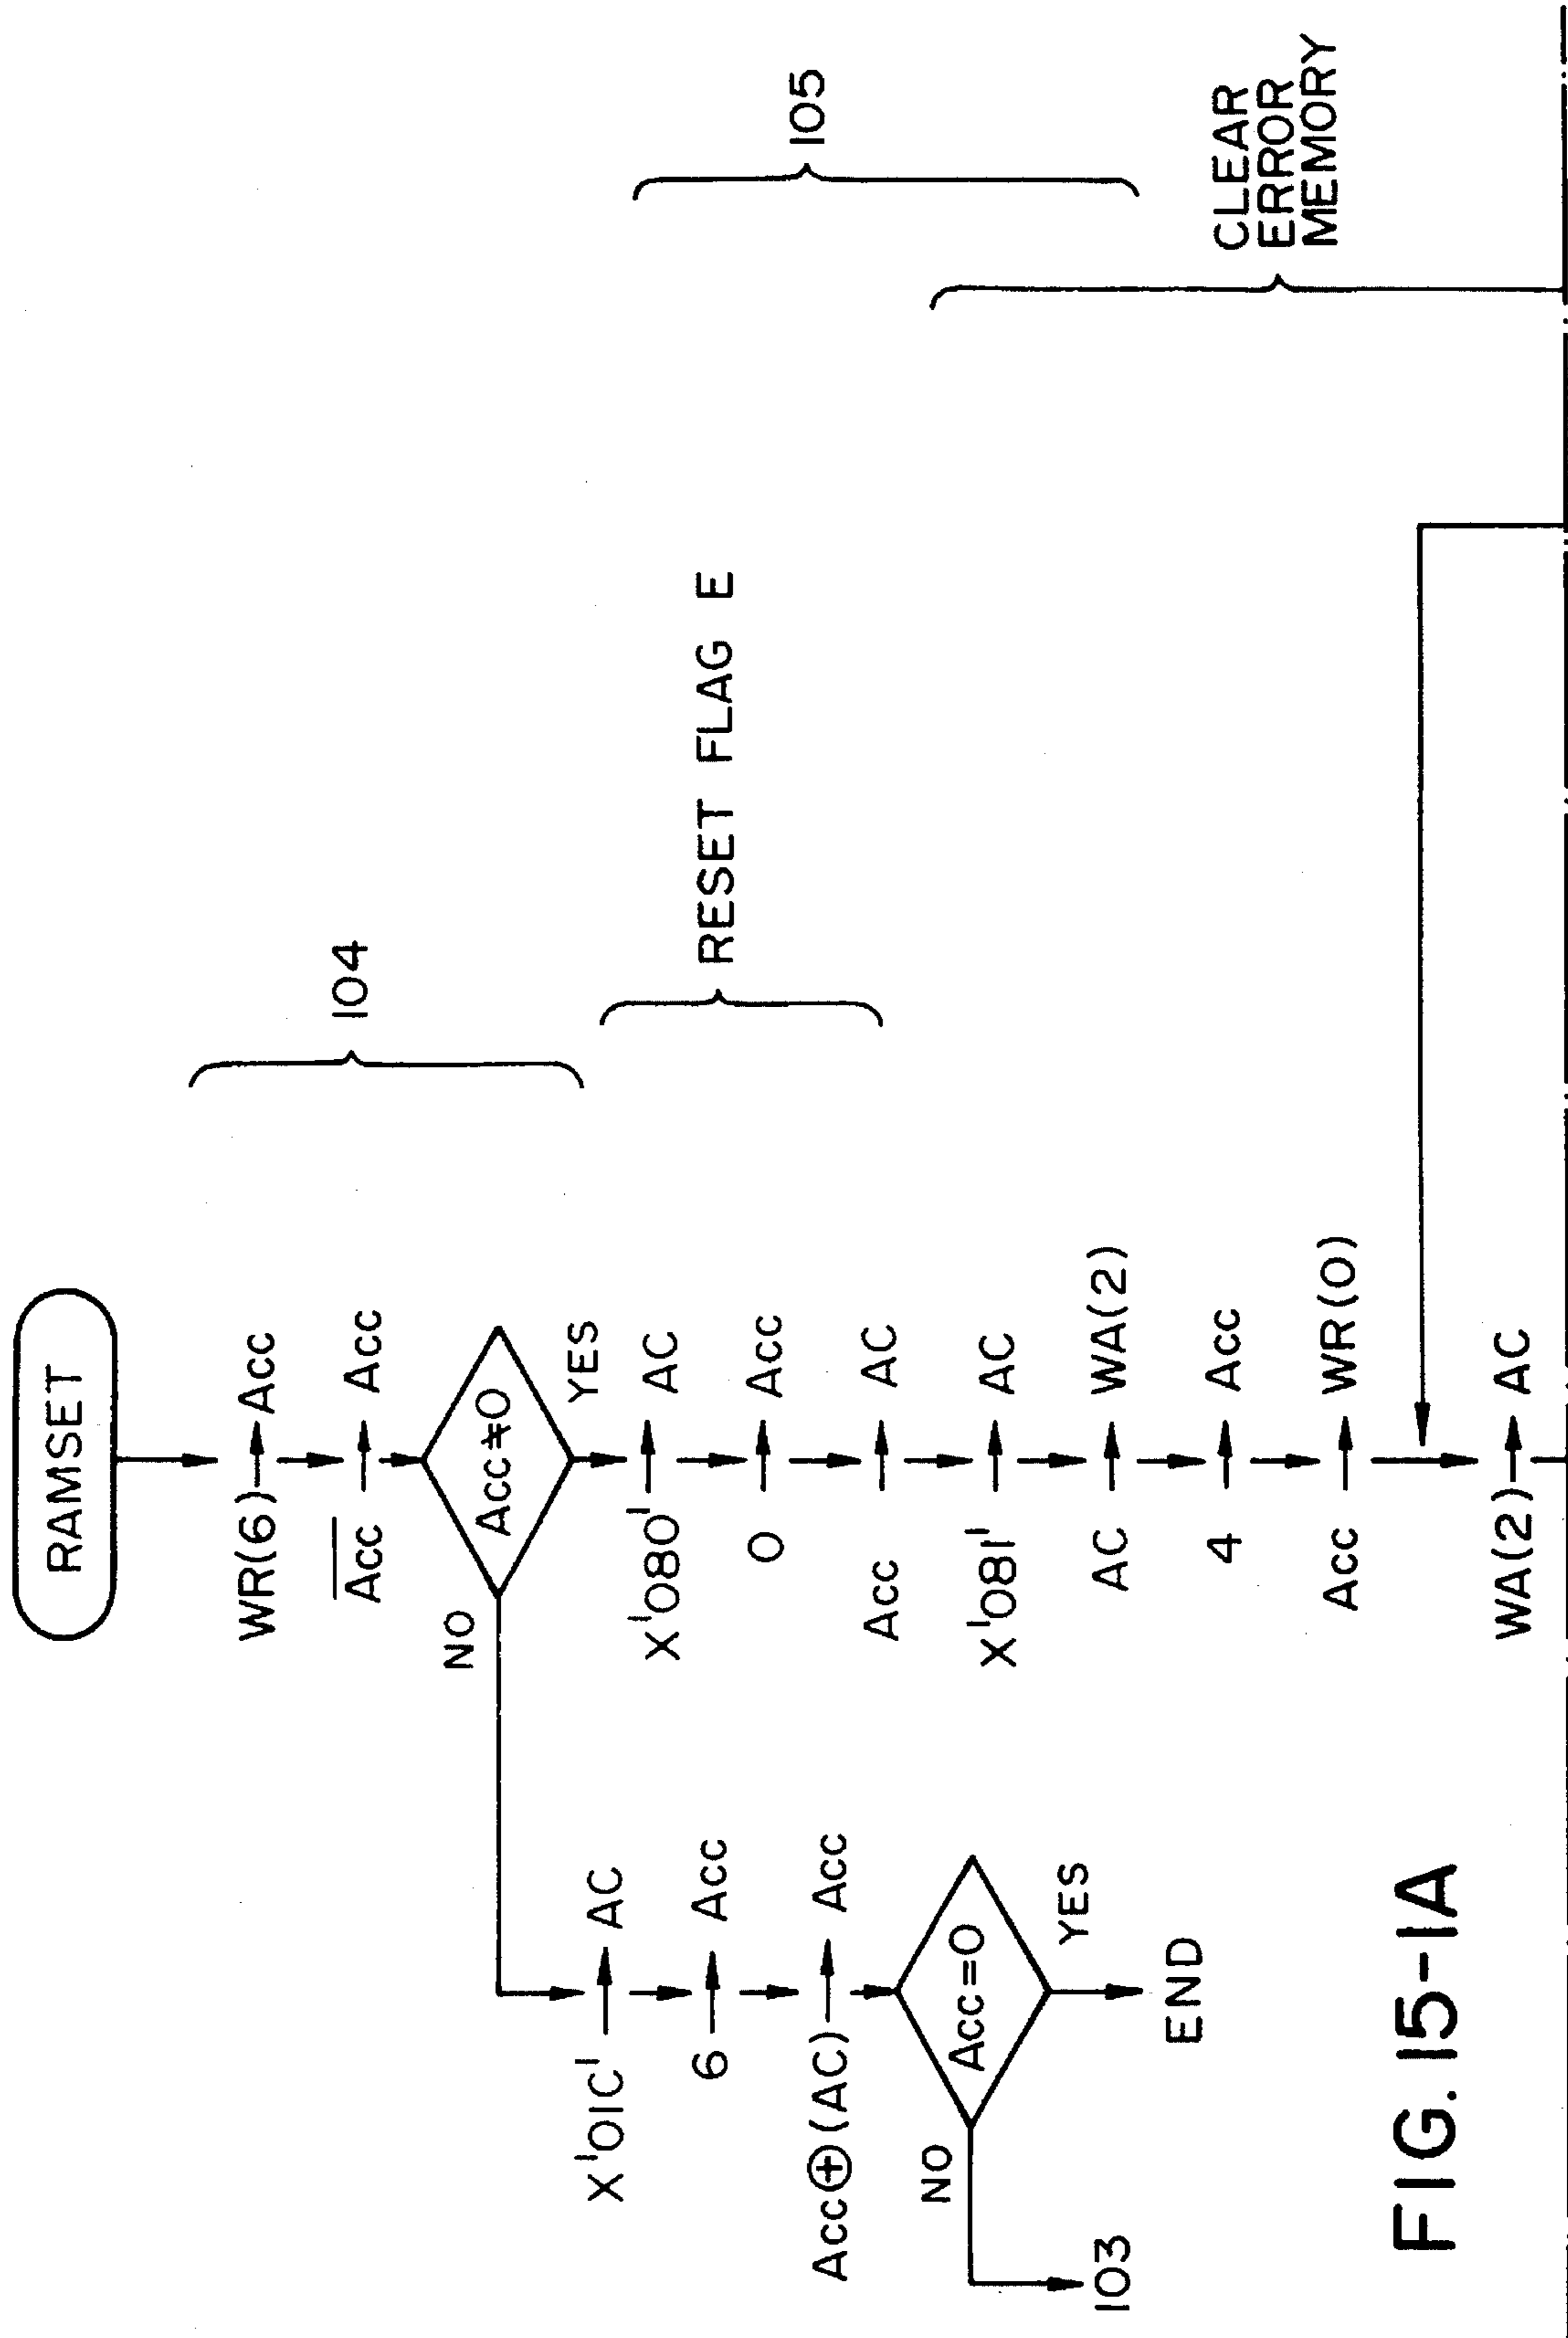 RAMSET
WR(6)→Acc
104
A̅c̅c̅ → Acc
Acc≠0
NO
YES
X'080' → AC
0 → Acc
Acc → AC
RESET FLAG E
105
X'081' → AC
AC → WA(2)
4 → Acc
Acc → WR(0)
CLEAR
ERROR
MEMORY
WA(2)→AC
X'01C' → AC
6 → Acc
Acc⊕(AC)→Acc
Acc=0
NO
YES
103
END
FIG. 15-1A